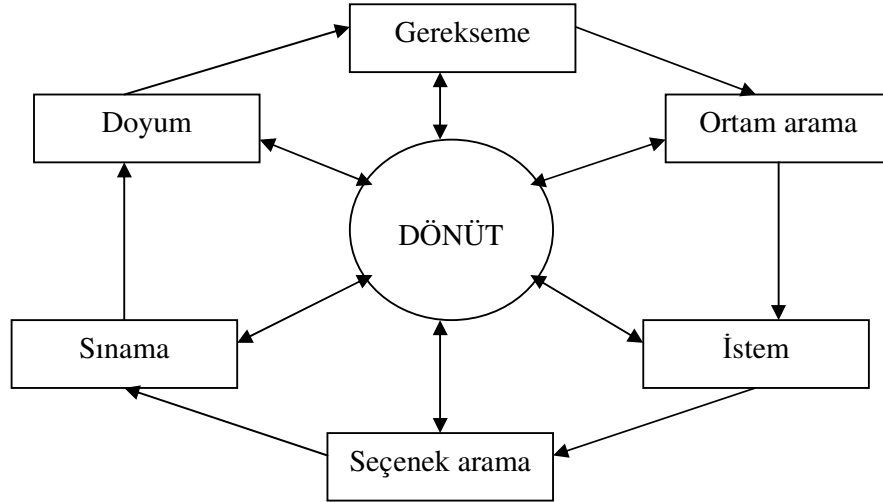 Gerekseme
Doyum
Ortam arama
DÖNÜT
Sınama
İstem
Seçenek arama